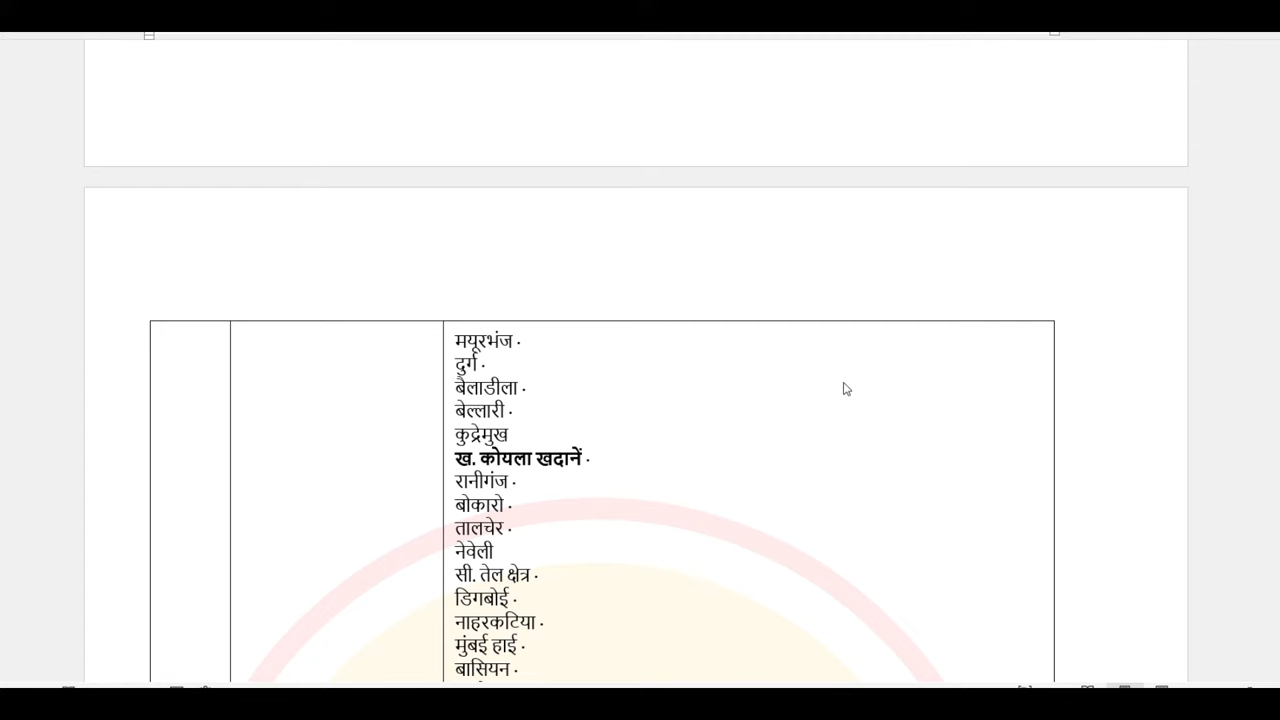 मयूरभंज ·
दुर्ग ·
बैलाडीला ·
बेल्लारी ·
कुद्रेमुख
ख. कोयला खदानें ·
रानीगंज ·
बोकारो ·
तालचेर ·
नेवेली
सी. तेल क्षेत्र ·
डिगबोई ·
नाहरकटिया ·
मुंबई हाई ·
बासियन ·